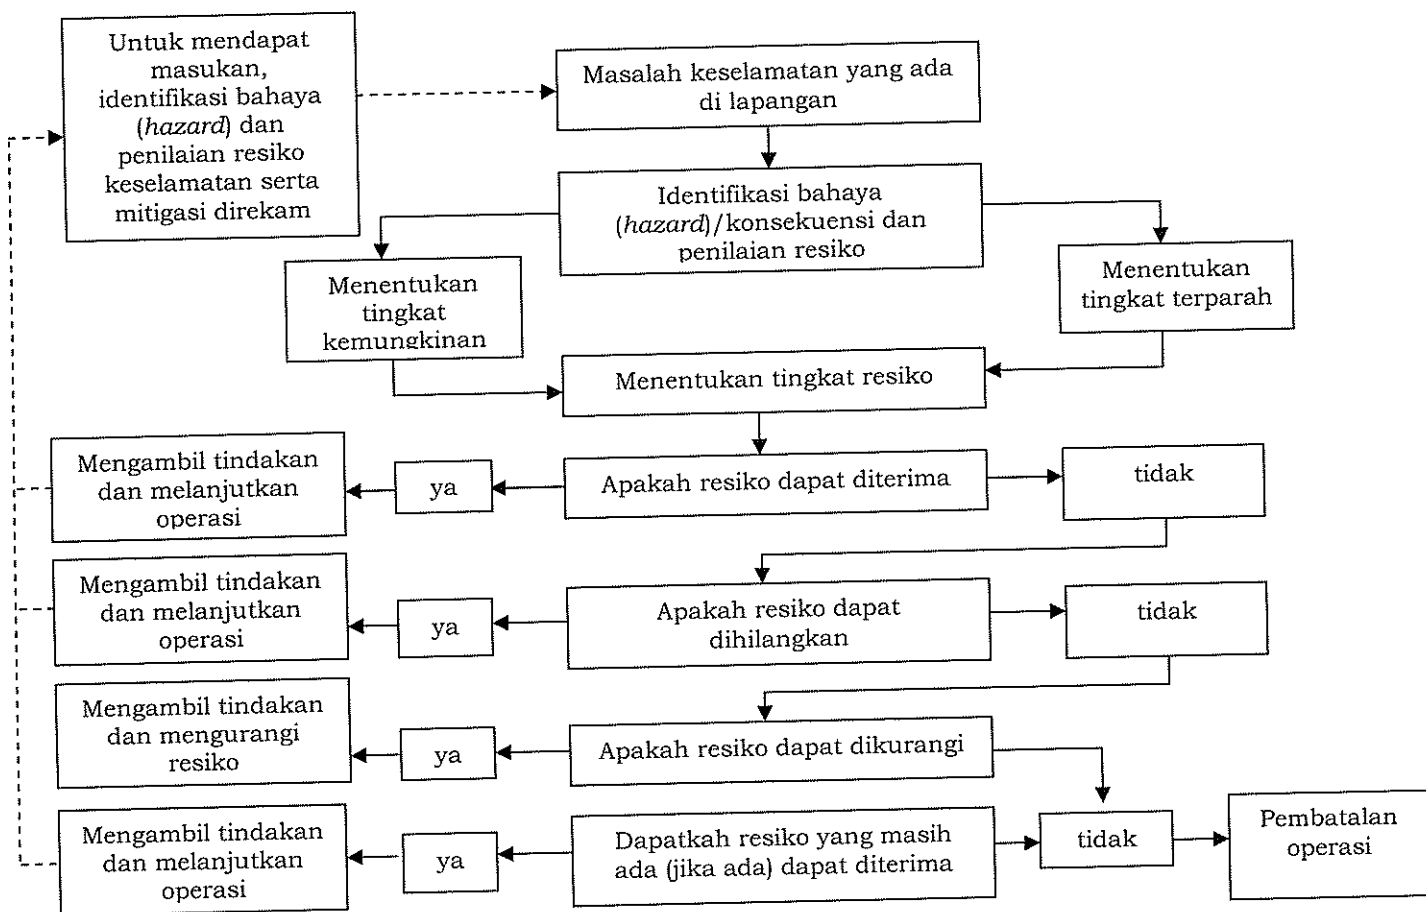 Untuk mendapat
masukan,
identifikasi bahaya
(hazard) dan
penilaian resiko
keselamatan serta
mitigasi direkam
Masalah keselamatan yang ada
di lapangan
Identifikasi bahaya
(hazard)/konsekuensi dan
penilaian resiko
Menentukan
tingkat
kemungkinan
Menentukan
tingkat terparah
Menentukan tingkat resiko
Mengambil tindakan
dan melanjutkan
operasi
ya
Apakah resiko dapat diterima
tidak
Mengambil tindakan
dan melanjutkan
operasi
ya
Apakah resiko dapat
dihilangkan
tidak
Mengambil tindakan
dan mengurangi
resiko
ya
Apakah resiko dapat dikurangi
Mengambil tindakan
dan melanjutkan
operasi
ya
Dapatkah resiko yang masih
ada (jika ada) dapat diterima
tidak
Pembatalan
operasi